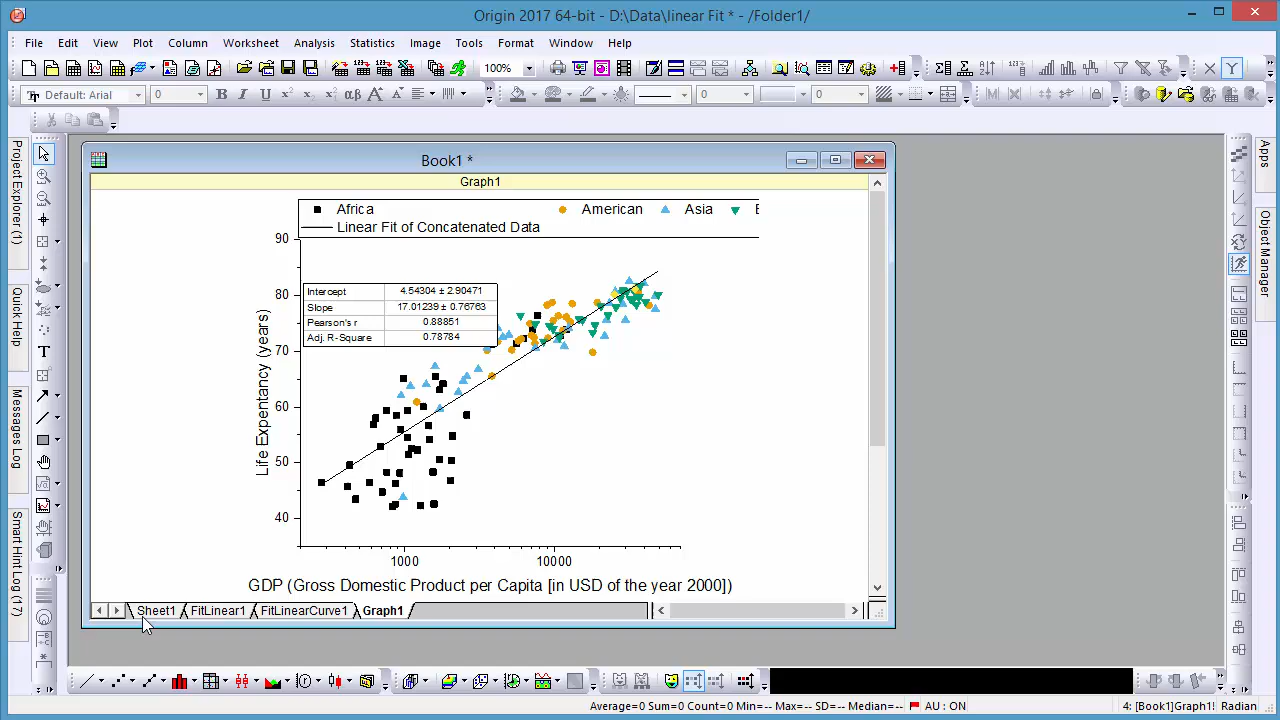 Origin 2017 64-bit - D:\Data\linear Fit * - /Folder1/
File Edit View Plot Column Worksheet Analysis Statistics Image Tools Format Window Help
100%
Default: Arial 0 B I U 0
Project Explorer (1)
Quick Help
Messages Log
Smart Hint Log (7)
Apps
Object Manager
Book1 *
Graph1
Africa American Asia
Linear Fit of Concatenated Data
Intercept 4.54304 ± 2.90471
Slope 17.01239 ± 0.76763
Pearson's r 0.88851
Adj. R-Square 0.78784
Life Expentancy (years)
90
80
70
60
50
40
1000 10000
GDP (Gross Domestic Product per Capita [in USD of the year 2000])
Sheet1 FitLinear1 FitLinearCurve1 Graph1
Average=0 Sum=0 Count=0 Min=-- Max=-- SD=-- Median=-- AU : ON 4: [Book1]Graph1! Radian